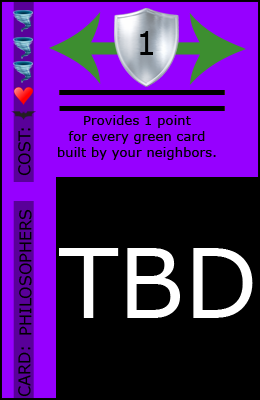 1
Provides 1 point
for every green card
built by your neighbors.
COST:
CARD: PHILOSOPHERS
TBD